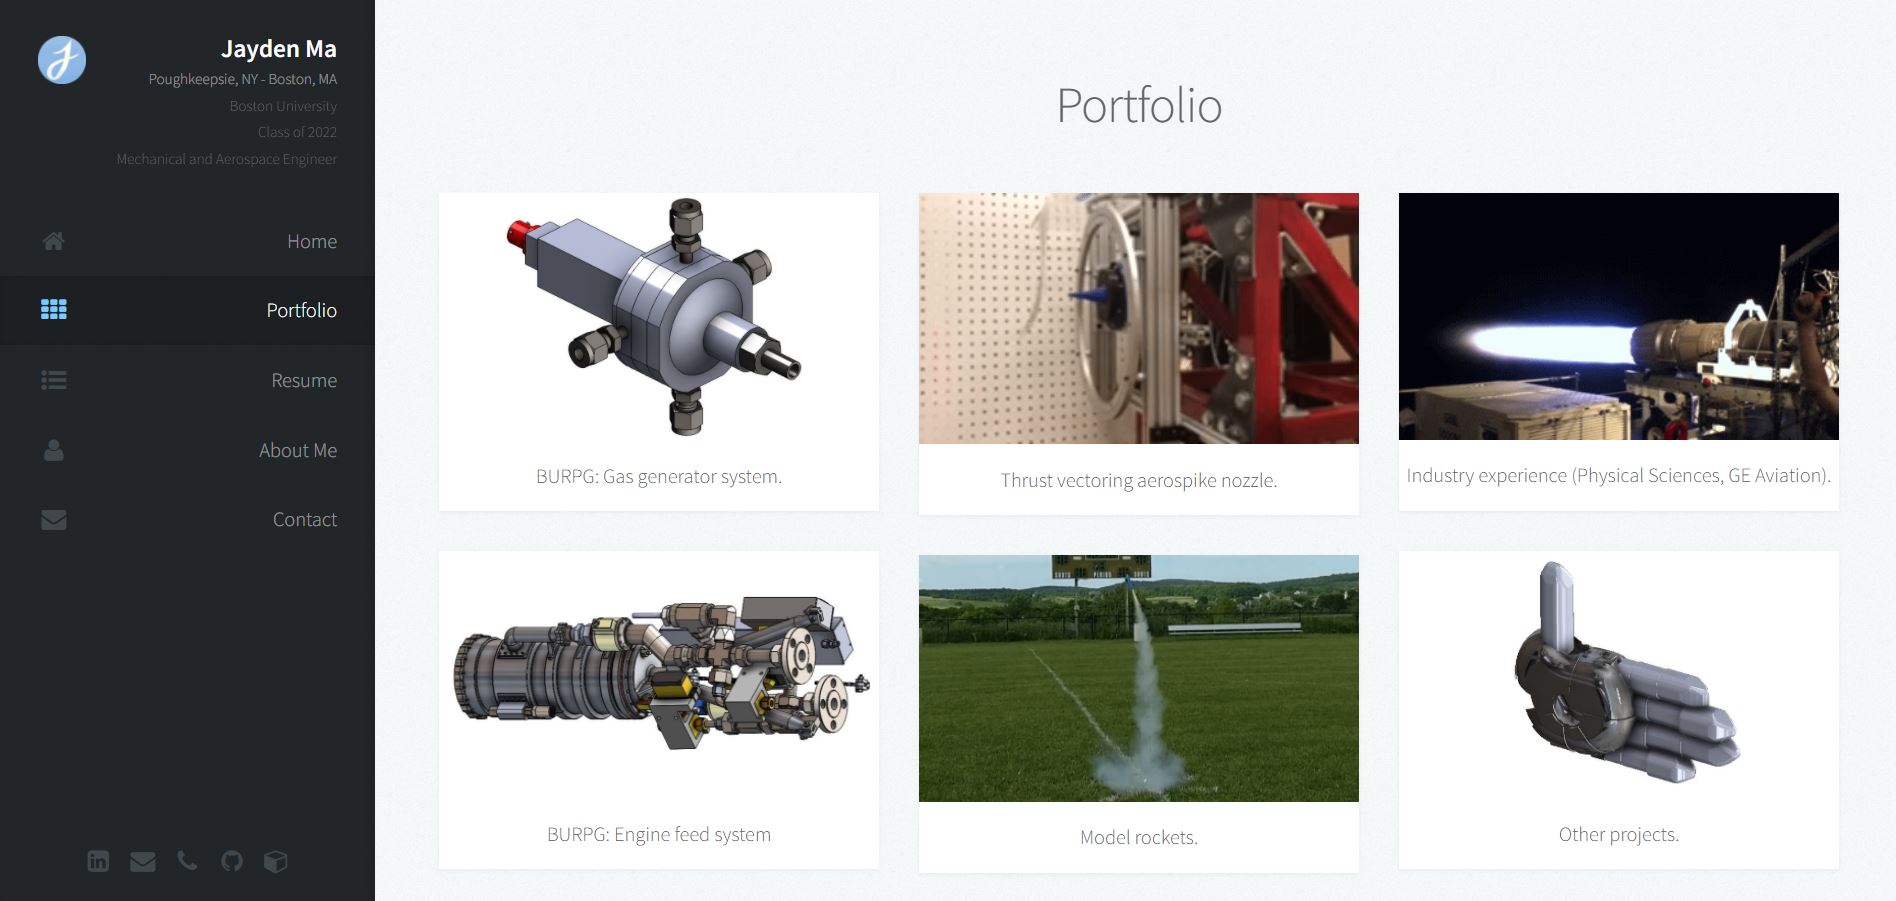 Jayden Ma
Poughkeepsie, NY - Boston, MA
Boston University
Class of 2022
Mechanical and Aerospace Engineer
Home
Portfolio
Resume
About Me
Contact
Portfolio
BURPG: Gas generator system.
Thrust vectoring aerospike nozzle.
Industry experience (Physical Sciences, GE Aviation).
BURPG: Engine feed system
Model rockets.
Other projects.